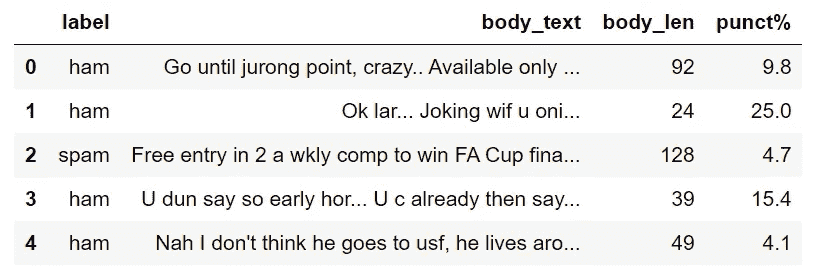 label body_text body_len punct%
0 ham Go until jurong point, crazy.. Available only ... 92 9.8
1 ham Ok lar... Joking wif u oni... 24 25.0
2 spam Free entry in 2 a wkly comp to win FA Cup fina... 128 4.7
3 ham U dun say so early hor... U c already then say... 39 15.4
4 ham Nah I don't think he goes to usf, he lives aro... 49 4.1